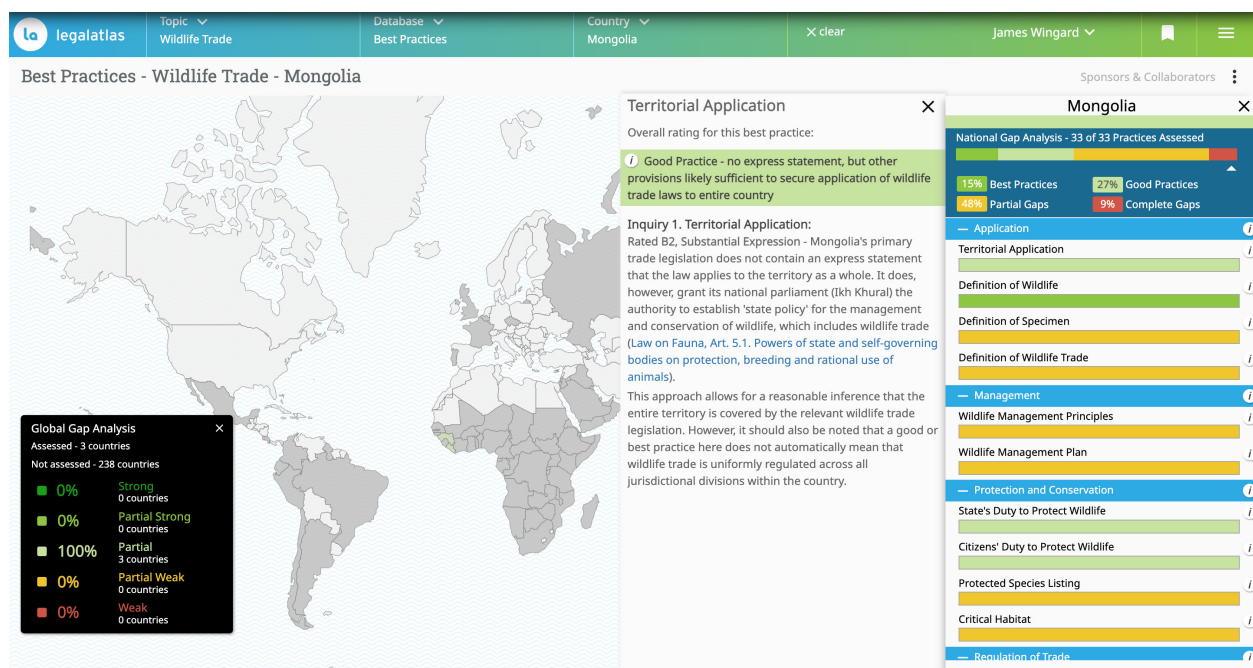 la legalatlas
Topic
Wildlife Trade
Database
Best Practices
Country
Mongolia
clear
James Wingard
Best Practices - Wildlife Trade - Mongolia
Sponsors & Collaborators
Territorial Application
Overall rating for this best practice:
i Good Practice - no express statement, but other
provisions likely sufficient to secure application of wildlife
trade laws to entire country
Inquiry 1. Territorial Application:
Rated B2, Substantial Expression - Mongolia's primary
trade legislation does not contain an express statement
that the law applies to the territory as a whole. It does,
however, grant its national parliament (Ikh Khural) the
authority to establish 'state policy' for the management
and conservation of wildlife, which includes wildlife trade
(Law on Fauna, Art. 5.1. Powers of state and self-governing
bodies on protection, breeding and rational use of
animals).
This approach allows for a reasonable inference that the
entire territory is covered by the relevant wildlife trade
legislation. However, it should also be noted that a good or
best practice here does not automatically mean that
wildlife trade is uniformly regulated across all
jurisdictional divisions within the country.
Mongolia
National Gap Analysis - 33 of 33 Practices Assessed
15% Best Practices
27% Good Practices
48% Partial Gaps
9% Complete Gaps
— Application i
Territorial Application i
Definition of Wildlife i
Definition of Specimen i
Definition of Wildlife Trade i
— Management i
Wildlife Management Principles i
Wildlife Management Plan i
— Protection and Conservation i
State's Duty to Protect Wildlife i
Citizens' Duty to Protect Wildlife i
Protected Species Listing i
Critical Habitat i
— Regulation of Trade i
Global Gap Analysis
Assessed - 3 countries
Not assessed - 238 countries
0% Strong
0 countries
0% Partial Strong
0 countries
100% Partial
3 countries
0% Partial Weak
0 countries
0% Weak
0 countries